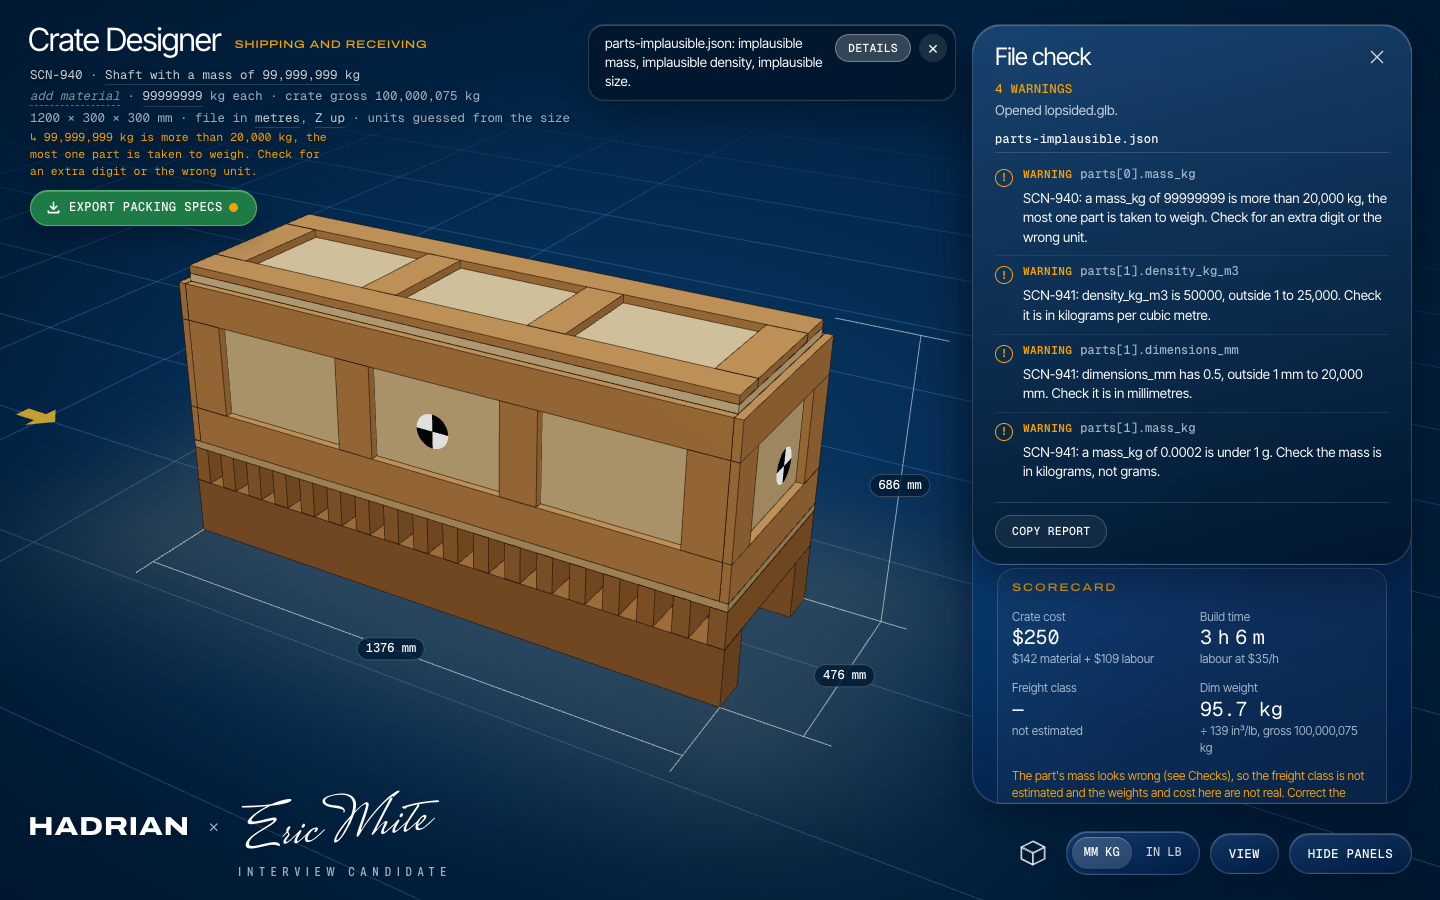 Crate Designer SHIPPING AND RECEIVING
SCN-940 · Shaft with a mass of 99,999,999 kg
add material · 99999999 kg each · crate gross 100,000,075 kg
1200 × 300 × 300 mm · file in metres, Z up · units guessed from the size
↳ 99,999,999 kg is more than 20,000 kg, the
most one part is taken to weigh. Check for
an extra digit or the wrong unit.
EXPORT PACKING SPECS
parts-implausible.json: implausible
mass, implausible density, implausible
size.
DETAILS
×
File check
4 WARNINGS
Opened lopsided.glb.
parts-implausible.json
! WARNING parts[0].mass_kg
SCN-940: a mass_kg of 99999999 is more than 20,000 kg, the
most one part is taken to weigh. Check for an extra digit or the
wrong unit.
! WARNING parts[1].density_kg_m3
SCN-941: density_kg_m3 is 50000, outside 1 to 25,000. Check
it is in kilograms per cubic metre.
! WARNING parts[1].dimensions_mm
SCN-941: dimensions_mm has 0.5, outside 1 mm to 20,000
mm. Check it is in millimetres.
! WARNING parts[1].mass_kg
SCN-941: a mass_kg of 0.0002 is under 1 g. Check the mass is
in kilograms, not grams.
COPY REPORT
SCORECARD
Crate cost
$250
$142 material + $109 labour
Build time
3 h 6 m
labour at $35/h
Freight class
—
not estimated
Dim weight
95.7 kg
÷ 139 in³/lb, gross 100,000,075
kg
The part's mass looks wrong (see Checks), so the freight class is not
estimated and the weights and cost here are not real. Correct the
686 mm
1376 mm
476 mm
HADRIAN × Eric White
INTERVIEW CANDIDATE
MM KG
IN LB
VIEW
HIDE PANELS